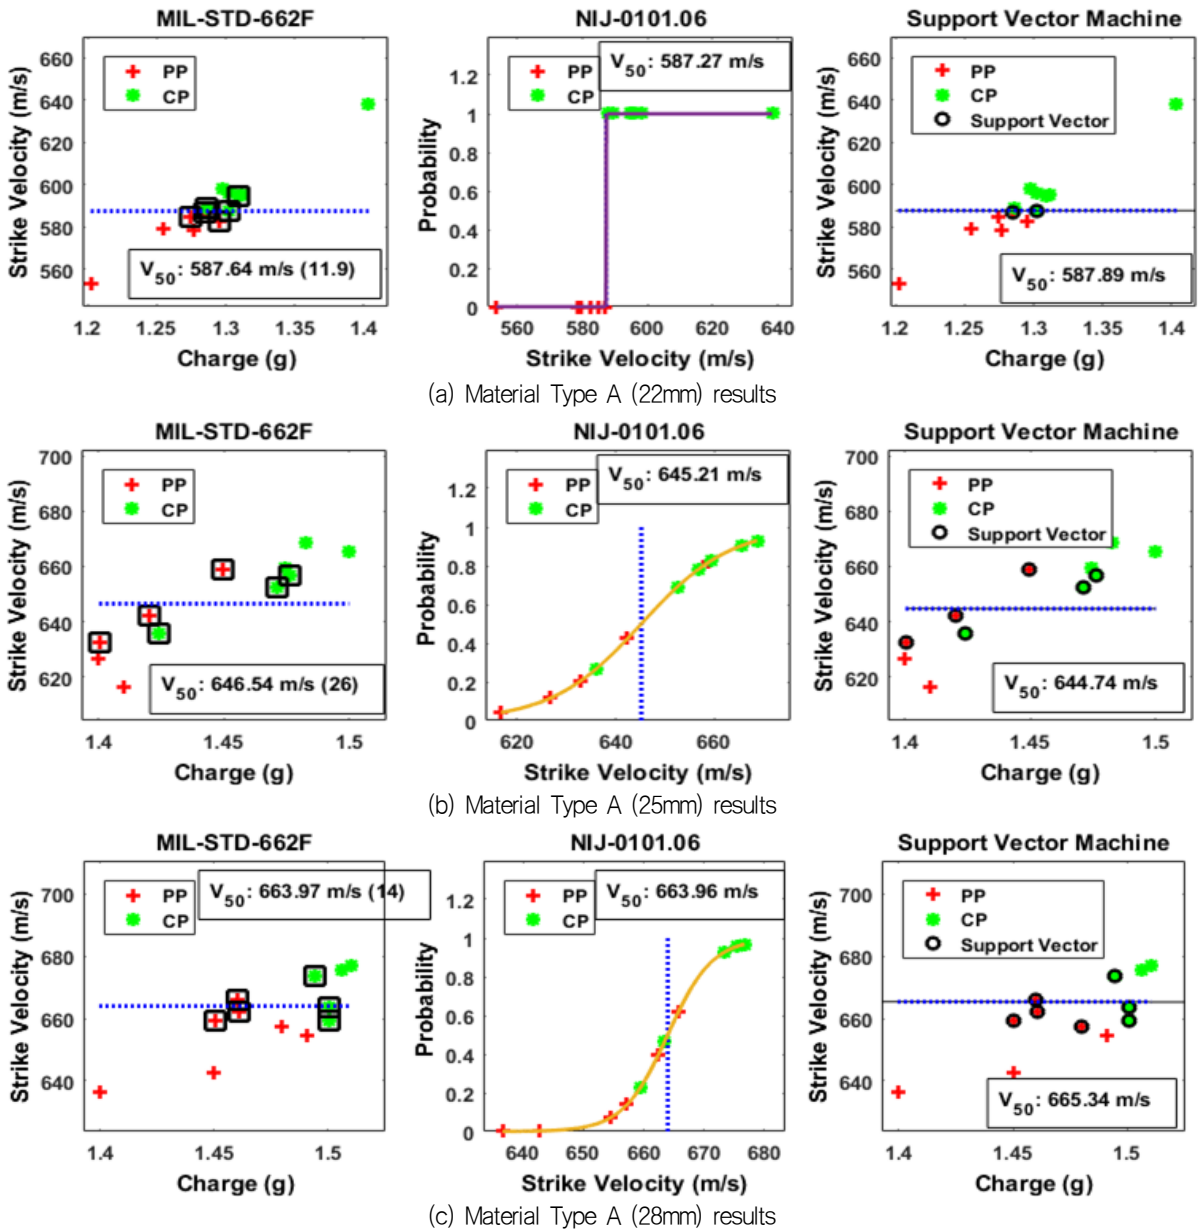 MIL-STD-662F
Strike Velocity (m/s)
660
640
620
600
580
560
PP
CP
V50: 587.64 m/s (11.9)
1.2
1.25
1.3
1.35
1.4
Charge (g)
NIJ-0101.06
Probability
1.2
1
0.8
0.6
0.4
0.2
0
PP
CP
V50: 587.27 m/s
560
580
600
620
640
Strike Velocity (m/s)
Support Vector Machine
Strike Velocity (m/s)
660
640
620
600
580
560
PP
CP
Support Vector
V50: 587.89 m/s
1.2
1.25
1.3
1.35
1.4
Charge (g)
(a) Material Type A (22mm) results
MIL-STD-662F
Strike Velocity (m/s)
700
680
660
640
620
PP
CP
V50: 646.54 m/s (26)
1.4
1.45
1.5
Charge (g)
NIJ-0101.06
Probability
1.2
1
0.8
0.6
0.4
0.2
0
PP
CP
V50: 645.21 m/s
620
640
660
Strike Velocity (m/s)
Support Vector Machine
Strike Velocity (m/s)
700
680
660
640
620
PP
CP
Support Vector
V50: 644.74 m/s
1.4
1.45
1.5
Charge (g)
(b) Material Type A (25mm) results
MIL-STD-662F
Strike Velocity (m/s)
700
680
660
640
PP
CP
V50: 663.97 m/s (14)
1.4
1.45
1.5
Charge (g)
NIJ-0101.06
Probability
1.2
1
0.8
0.6
0.4
0.2
0
PP
CP
V50: 663.96 m/s
640
650
660
670
680
Strike Velocity (m/s)
Support Vector Machine
Strike Velocity (m/s)
700
680
660
640
PP
CP
Support Vector
V50: 665.34 m/s
1.4
1.45
1.5
Charge (g)
(c) Material Type A (28mm) results